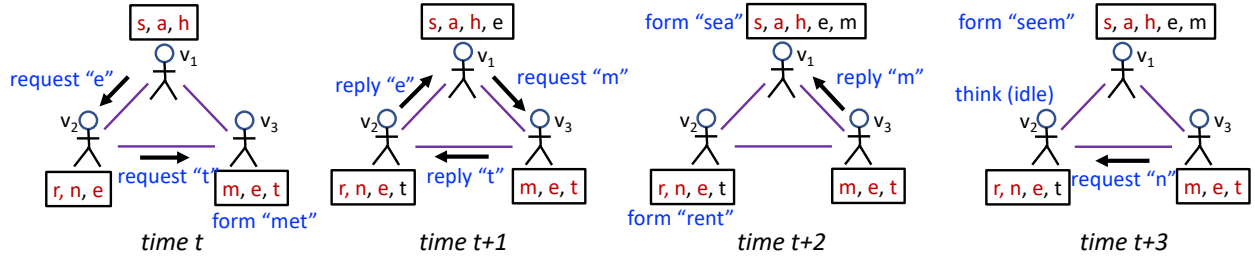 s, a, h
v1
request "e"
v2
v3
request "t"
r, n, e
m, e, t
form "met"
time t
s, a, h, e
v1
reply "e"
request "m"
v2
v3
reply "t"
r, n, e, t
m, e, t
time t+1
form "sea"
s, a, h, e, m
v1
reply "m"
v2
v3
r, n, e, t
m, e, t
form "rent"
time t+2
form "seem"
s, a, h, e, m
v1
think (idle)
v2
v3
request "n"
r, n, e, t
m, e, t
time t+3